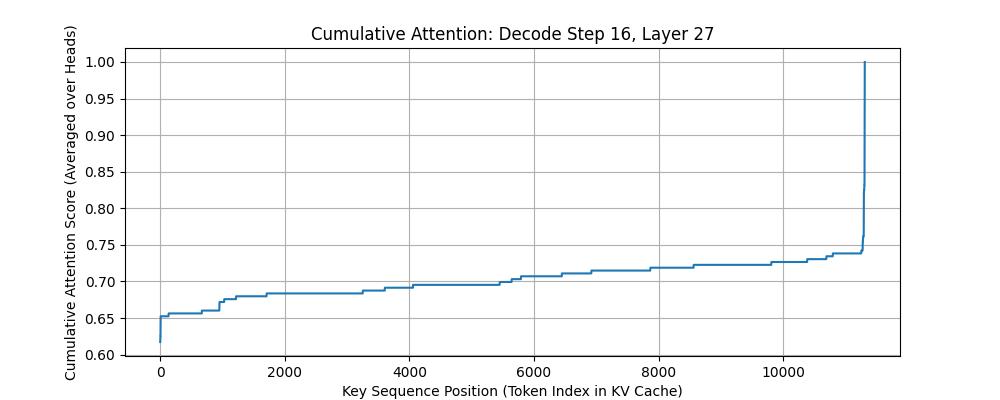 Cumulative Attention: Decode Step 16, Layer 27
Cumulative Attention Score (Averaged over Heads)
1.00
0.95
0.90
0.85
0.80
0.75
0.70
0.65
0.60
0 2000 4000 6000 8000 10000
Key Sequence Position (Token Index in KV Cache)